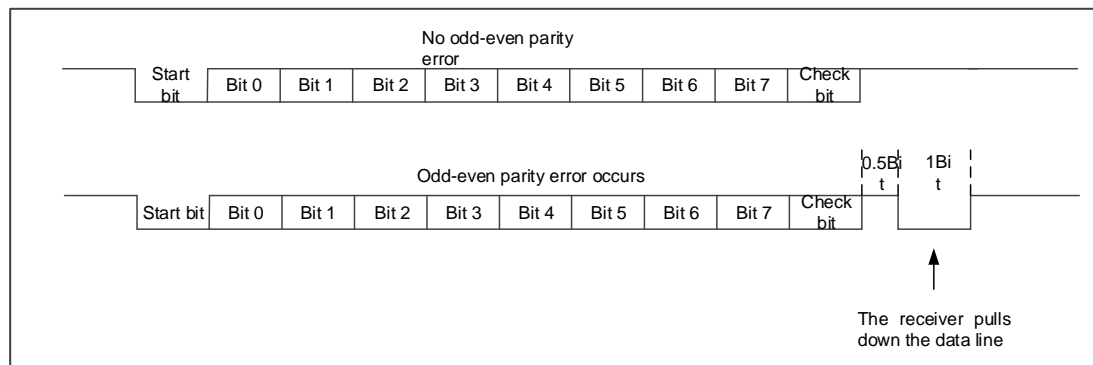 No odd-even parity
error
Start
bit
Bit 0
Bit 1
Bit 2
Bit 3
Bit 4
Bit 5
Bit 6
Bit 7
Check
bit
0.5Bi
t
1Bi
t
Odd-even parity error occurs
Start bit
Bit 0
Bit 1
Bit 2
Bit 3
Bit 4
Bit 5
Bit 6
Bit 7
Check
bit
The receiver pulls
down the data line